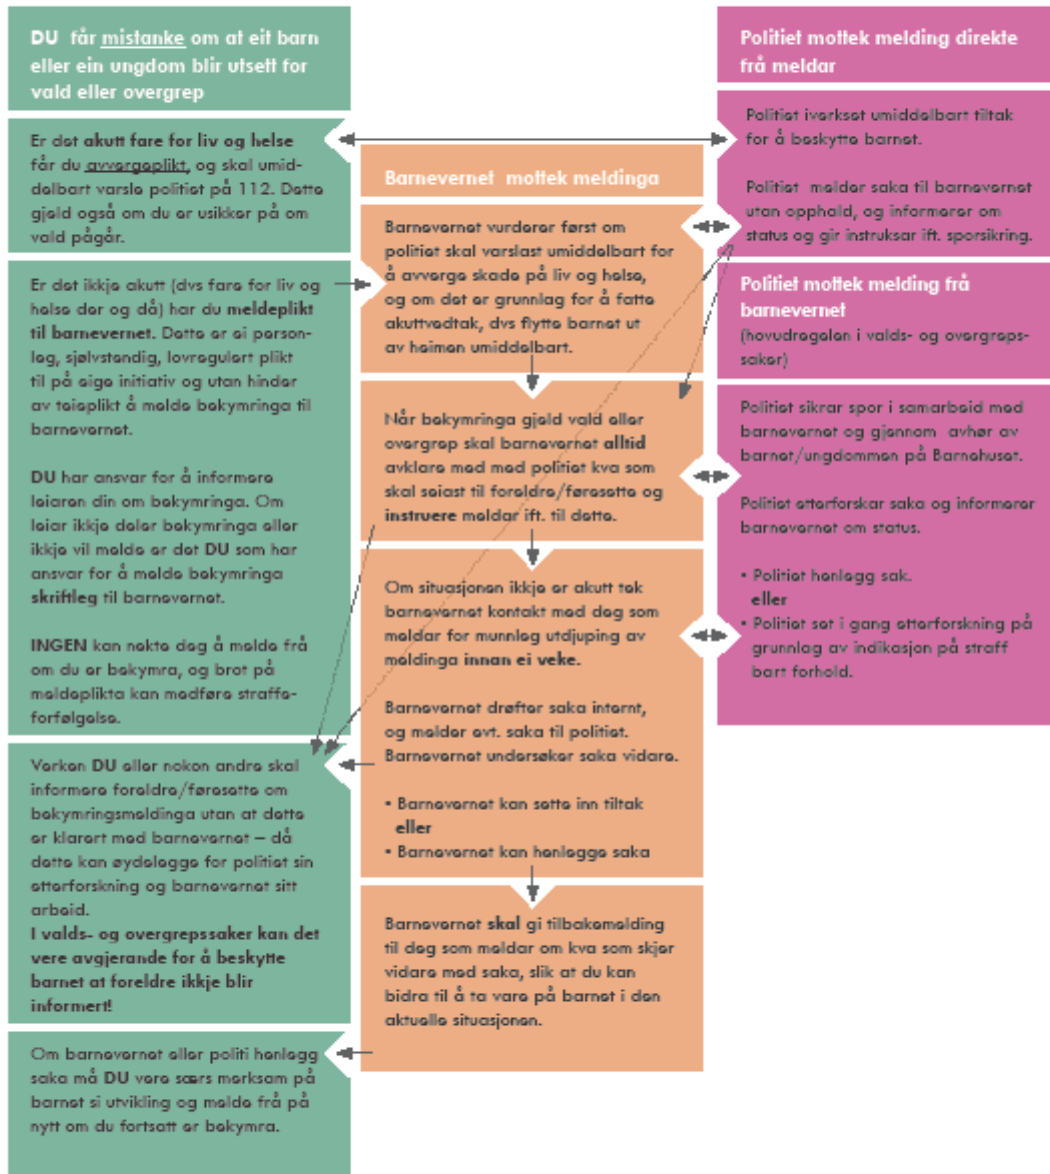 DU får mistanke om at eit barn
eller ein ungdom blir utsett for
vald eller overgrep
Er det akutt fare for liv og helse
får du avvergeplikt, og skal umid-
delbart varsle politiet på 112. Dette
gjeld også om du er usikker på om
vald pågår.
Er det ikkje akutt (dvs fare for liv og
helse der og då) har du meldeplikt
til barnevernet. Dette er ei person-
leg, sjølvstendig, lovregulert plikt
til på eige initiativ og utan hinder
av teieplikt å melde bekymringa til
barnevernet.
DU har ansvar for å informere
leiaren din om bekymringa. Om
leiar ikkje deler bekymringa eller
ikkje vil melde er det DU som har
ansvar for å melde bekymringa
skriftleg til barnevernet.
INGEN kan nekte deg å melde frå
om du er bekymra, og brot på
meldeplikta kan medføre straffe-
forfølgelse.
Verken DU eller nokon andre skal
informere foreldre/føresette om
bekymringsmeldinga utan at dette
er klarert med barnevernet – då
dette kan øydelegge for politiet sin
etterforskning og barnevernet sitt
arbeid.
I valds- og overgrepssaker kan det
vere avgjerande for å beskytte
barnet at foreldre ikkje blir
informert!
Om barnevernet eller politi henlegg
saka må DU vere særs merksam på
barnet si utvikling og melde frå på
nytt om du fortsatt er bekymra.
Barnevernet mottek meldinga
Barnevernet vurderer først om
politiet skal varslast umiddelbart for
å avverge skade på liv og helse,
og om det er grunnlag for å fatte
akuttvedtak, dvs flytte barnet ut
av heimen umiddelbart.
Når bekymringa gjeld vald eller
overgrep skal barnevernet alltid
avklare med med politiet kva som
skal seiast til foreldre/føresette og
instruere meldar ift. til dette.
Om situasjonen ikkje er akutt tek
barnevernet kontakt med deg som
meldar for munnleg utdjuping av
meldinga innan ei veke.
Barnevernet drøfter saka internt,
og melder evt. saka til politiet.
Barnevernet undersøker saka vidare.
• Barnevernet kan sette inn tiltak
eller
• Barnevernet kan henlegge saka
Barnevernet skal gi tilbakemelding
til deg som meldar om kva som skjer
vidare med saka, slik at du kan
bidra til å ta vare på barnet i den
aktuelle situasjonen.
Politiet mottek melding direkte
frå meldar
Politiet iverkset umiddelbart tiltak
for å beskytte barnet.
Politiet melder saka til barnevernet
utan opphald, og informerer om
status og gir instruksar ift. sporsikring.
Politiet mottek melding frå
barnevernet
(hovudregelen i valds- og overgreps-
saker)
Politiet sikrar spor i samarbeid med
barnevernet og gjennom avhør av
barnet/ungdommen på Barnehuset.
Politiet etterforskar saka og informerer
barnevernet om status.
• Politiet henlegg sak.
eller
• Politiet set i gang etterforskning på
grunnlag av indikasjon på straff
bart forhold.